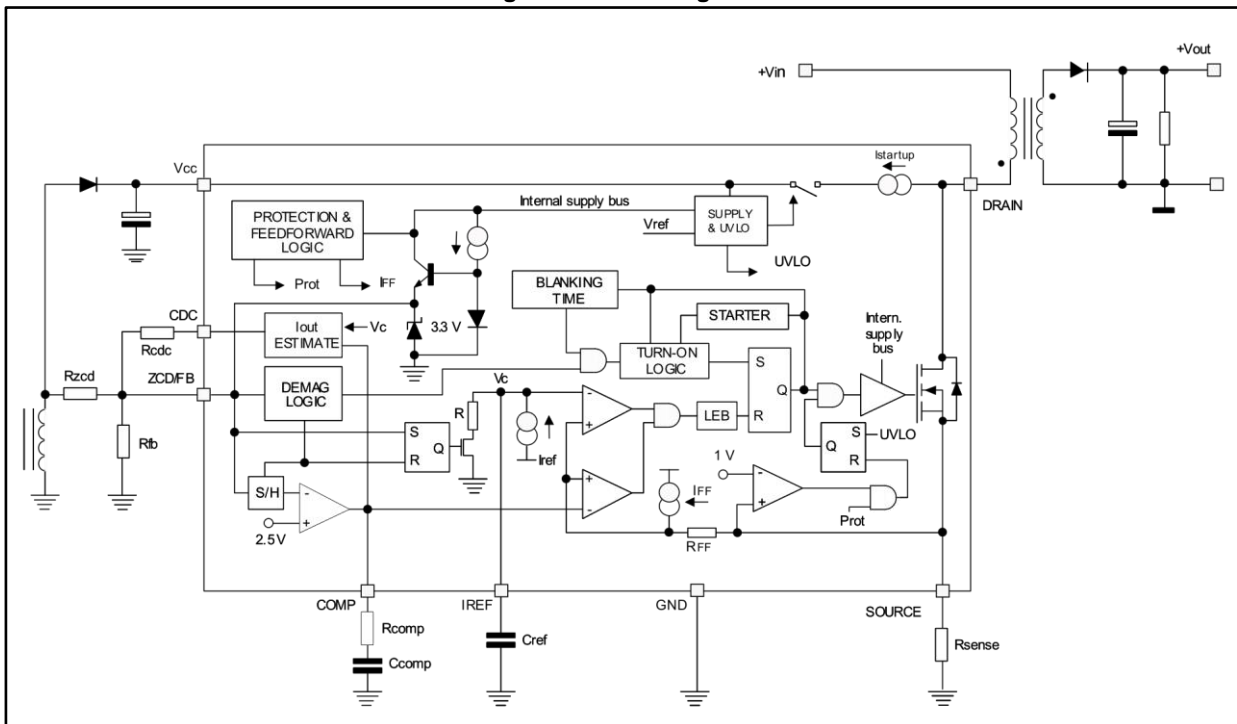 +Vin
+Vout
Vcc
Istartup
DRAIN
Internal supply bus
PROTECTION &
FEEDFORWARD
LOGIC
Vref
SUPPLY
& UVLO
UVLO
Prot
IFF
BLANKING
TIME
STARTER
Intern.
supply
bus
CDC
Rcdc
Iout
ESTIMATE
Vc
3.3 V
TURN-ON
LOGIC
Rzcd
ZCD/FB
DEMAG
LOGIC
Vc
S
Q
R
R
Iref
-
+
LEB
S
Q
R
S
UVLO
Q
R
Rfb
S/H
-
+
2.5V
+
-
IFF
RFF
1 V
-
+
Prot
COMP
IREF
GND
SOURCE
Rcomp
Ccomp
Cref
Rsense